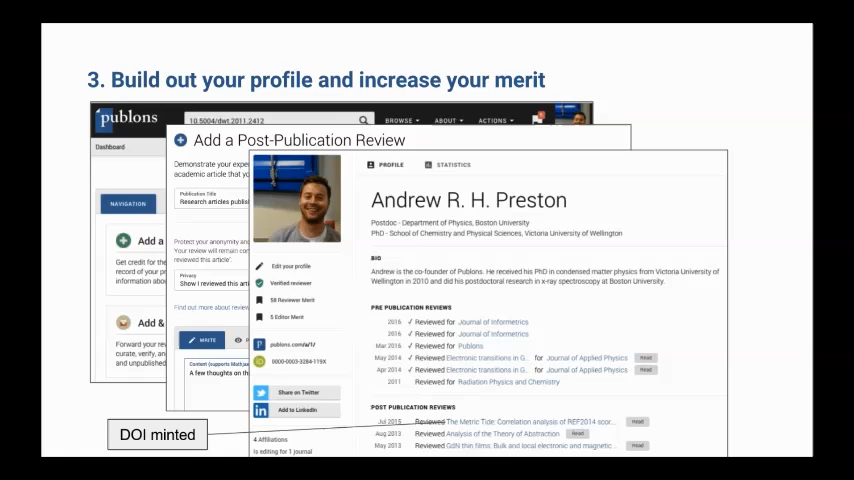 3. Build out your profile and increase your merit
publons
10.5004/dwt.2011.2412
BROWSE
ABOUT
ACTIONS
Dashboard
NAVIGATION
Add a
Get credit for the
record of your pr
information about
Add &
Forward your rev
curate, verify, an
and unpublished
Add a Post-Publication Review
Demonstrate your expe
academic article that yo
Publication Title
Research articles publis
Protect your anonymity an
Your review will remain con
reviewed this article'.
Privacy
Show I reviewed this arti
Find out more about review
WRITE
Content (supports Mathjax
A few thoughts on th
PROFILE
STATISTICS
Andrew R. H. Preston
Postdoc - Department of Physics, Boston University
PhD - School of Chemistry and Physical Sciences, Victoria University of Wellington
Edit your profile
Verified reviewer
58 Reviewer Merit
5 Editor Merit
publons.com/a/1/
0000-0003-3284-119X
Share on Twitter
Add to LinkedIn
4 Affiliations
Is editing for 1 journal
BIO
Andrew is the co-founder of Publons. He received his PhD in condensed matter physics from Victoria University of
Wellington in 2010 and did his postdoctoral research in x-ray spectroscopy at Boston University.
PRE PUBLICATION REVIEWS
2016 ✓ Reviewed for Journal of Informetrics
2016 ✓ Reviewed for Journal of Informetrics
Mar 2016 ✓ Reviewed for Publons
May 2014 ✓ Reviewed Electronic transitions in G... for Journal of Applied Physics Read
Apr 2014 ✓ Reviewed Electronic transitions in G... for Journal of Applied Physics Read
2011 Reviewed for Radiation Physics and Chemistry
POST PUBLICATION REVIEWS
Jul 2015 Reviewed The Metric Tide: Correlation analysis of REF2014 scor... Read
Aug 2013 Reviewed Analysis of the Theory of Abstraction Read
May 2013 Reviewed GdN thin films: Bulk and local electronic and magnetic ... Read
DOI minted